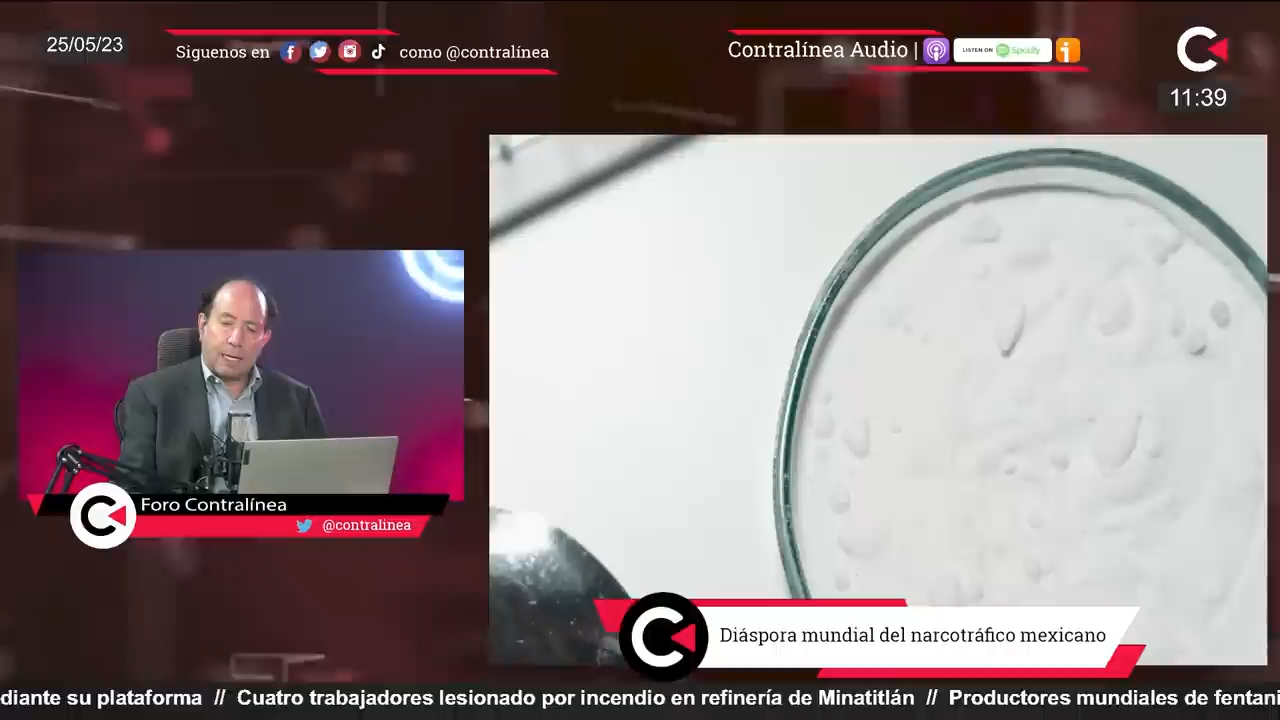 25/05/23
Siguenos en como @contralínea
Contralínea Audio |
LISTEN ON Spotify
11:39
Foro Contralínea
@contralinea
Diáspora mundial del narcotráfico mexicano
diante su plataforma // Cuatro trabajadores lesionado por incendio en refinería de Minatitlán // Productores mundiales de fentani